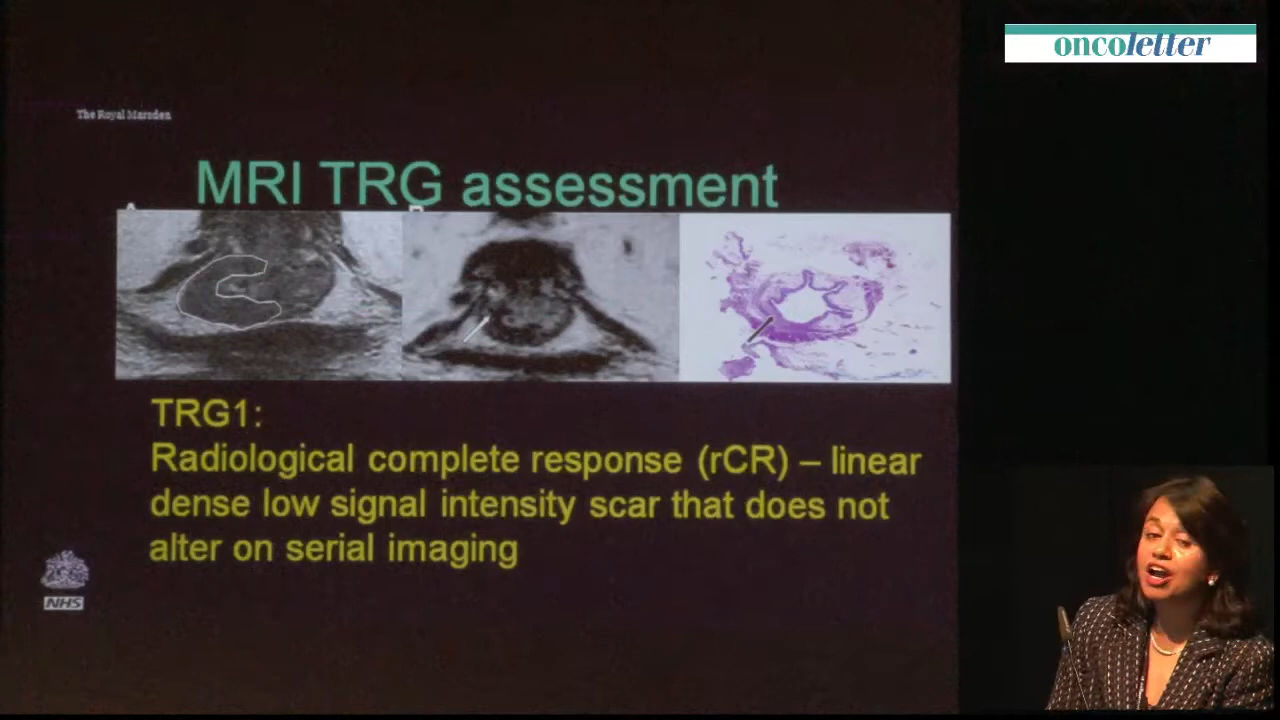 oncoletter
The Royal Marsden
MRI TRG assessment
A
B
TRG1:
Radiological complete response (rCR) – linear
dense low signal intensity scar that does not
alter on serial imaging
NHS